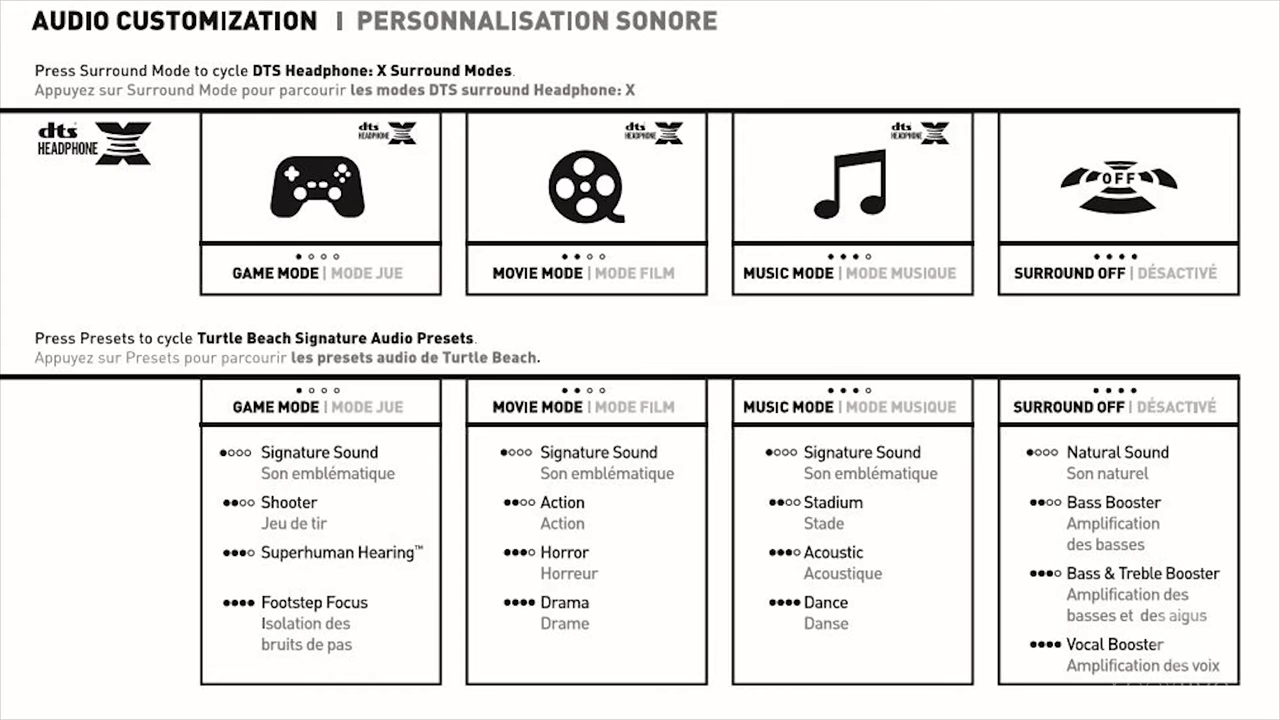 AUDIO CUSTOMIZATION | PERSONNALISATION SONORE
Press Surround Mode to cycle DTS Headphone: X Surround Modes.
Appuyez sur Surround Mode pour parcourir les modes DTS surround Headphone: X
dts HEADPHONE X
dts HEADPHONE X
dts HEADPHONE X
dts HEADPHONE X
OFF
GAME MODE | MODE JUE
MOVIE MODE | MODE FILM
MUSIC MODE | MODE MUSIQUE
SURROUND OFF | DÉSACTIVÉ
Press Presets to cycle Turtle Beach Signature Audio Presets.
Appuyez sur Presets pour parcourir les presets audio de Turtle Beach.
GAME MODE | MODE JUE
Signature Sound
Son emblématique
Shooter
Jeu de tir
Superhuman Hearing™
Footstep Focus
Isolation des
bruits de pas
MOVIE MODE | MODE FILM
Signature Sound
Son emblématique
Action
Action
Horror
Horreur
Drama
Drame
MUSIC MODE | MODE MUSIQUE
Signature Sound
Son emblématique
Stadium
Stade
Acoustic
Acoustique
Dance
Danse
SURROUND OFF | DÉSACTIVÉ
Natural Sound
Son naturel
Bass Booster
Amplification
des basses
Bass & Treble Booster
Amplification des
basses et des aigus
Vocal Booster
Amplification des voix